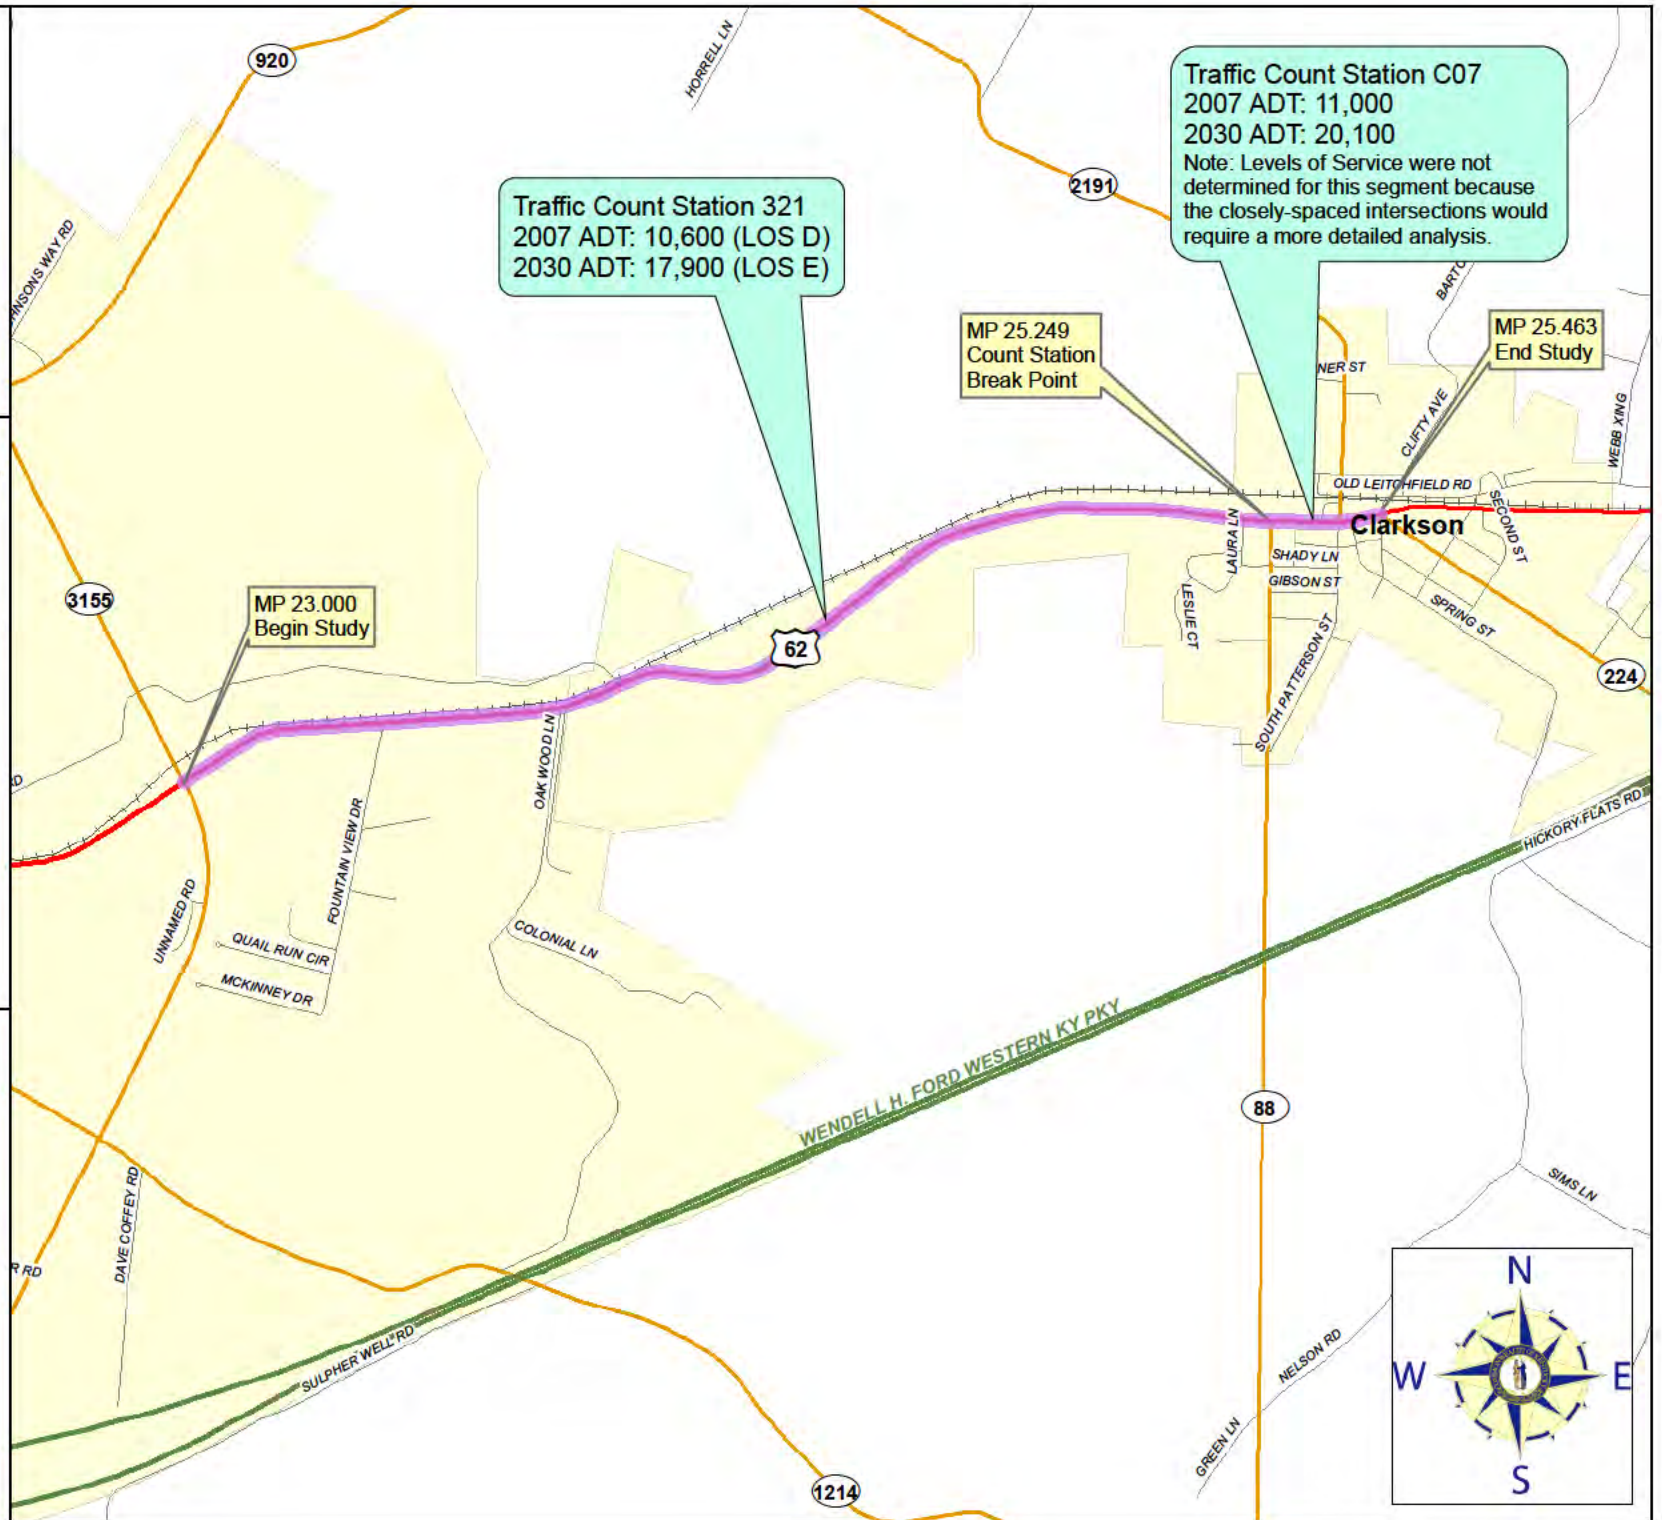 920
HORRELL LN
Traffic Count Station C07
2007 ADT: 11,000
2030 ADT: 20,100
Note: Levels of Service were not
determined for this segment because
the closely-spaced intersections would
require a more detailed analysis.
2191
Traffic Count Station 321
2007 ADT: 10,600 (LOS D)
2030 ADT: 17,900 (LOS E)
HNSONS WAY RD
BARTO
MP 25.249
Count Station
Break Point
MP 25.463
End Study
NER ST
CLIFTY AVE
WEBB XING
OLD LEITCHFIELD RD
SECOND ST
Clarkson
LAURA LN
SHADY LN
GIBSON ST
LESLIE CT
SPRING ST
SOUTH PATTERSON ST
3155
MP 23.000
Begin Study
62
224
OAKWOOD LN
RD
FOUNTAIN VIEW DR
HICKORY FLATS RD
UNNAMED RD
QUAIL RUN CIR
MCKINNEY DR
COLONIAL LN
WENDELL H. FORD WESTERN KY PKY
88
DAVE COFFEY RD
R RD
SIMS LN
SULPHER WELL RD
NELSON RD
GREEN LN
1214
N
W
E
S